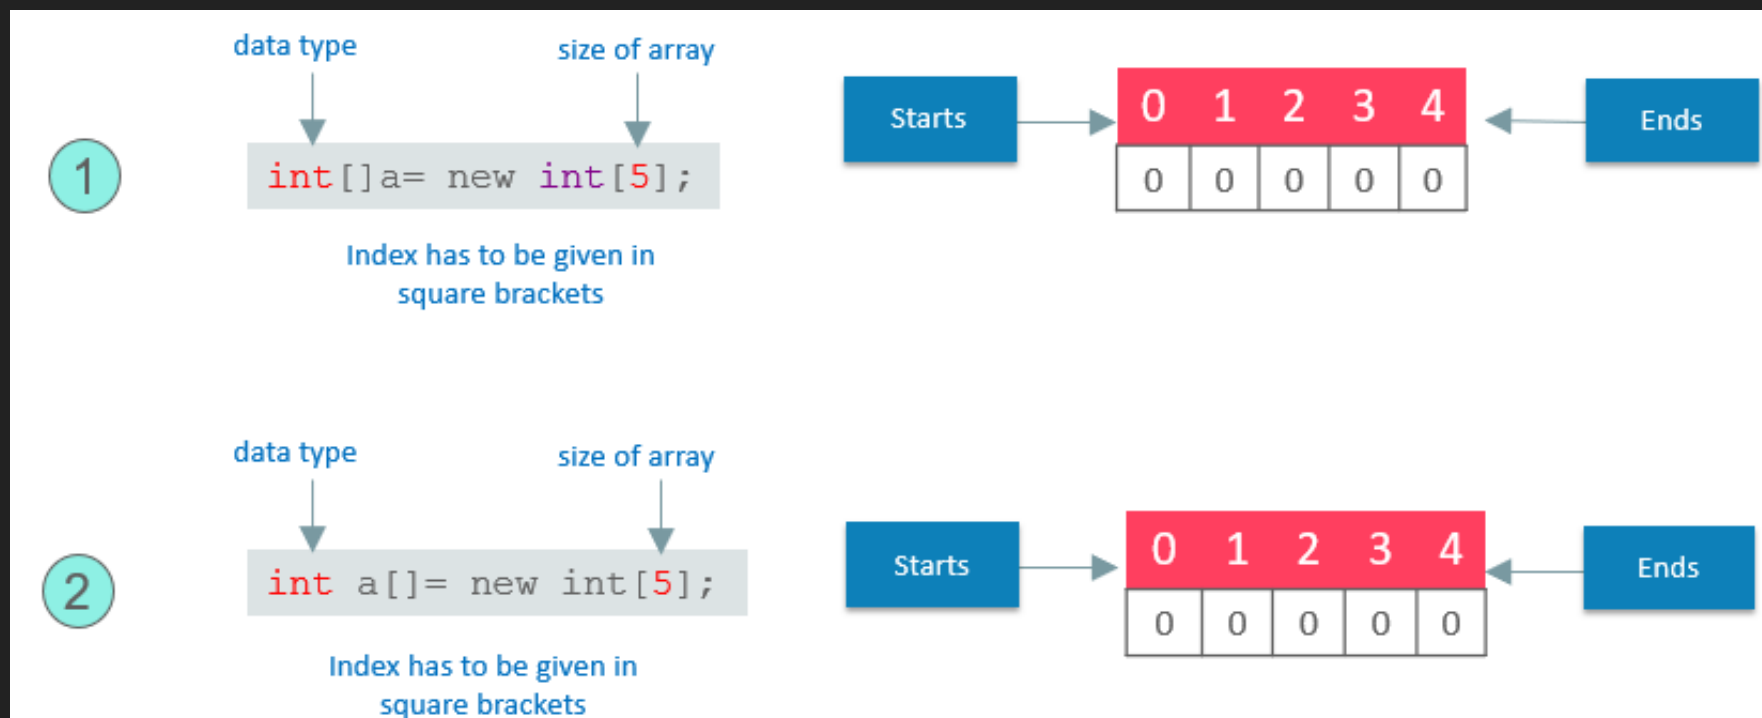 data type
size of array
1
int[]a= new int[5];
Index has to be given in
square brackets
Starts
0 1 2 3 4
0 0 0 0 0
Ends
data type
size of array
2
int a[]= new int[5];
Index has to be given in
square brackets
Starts
0 1 2 3 4
0 0 0 0 0
Ends